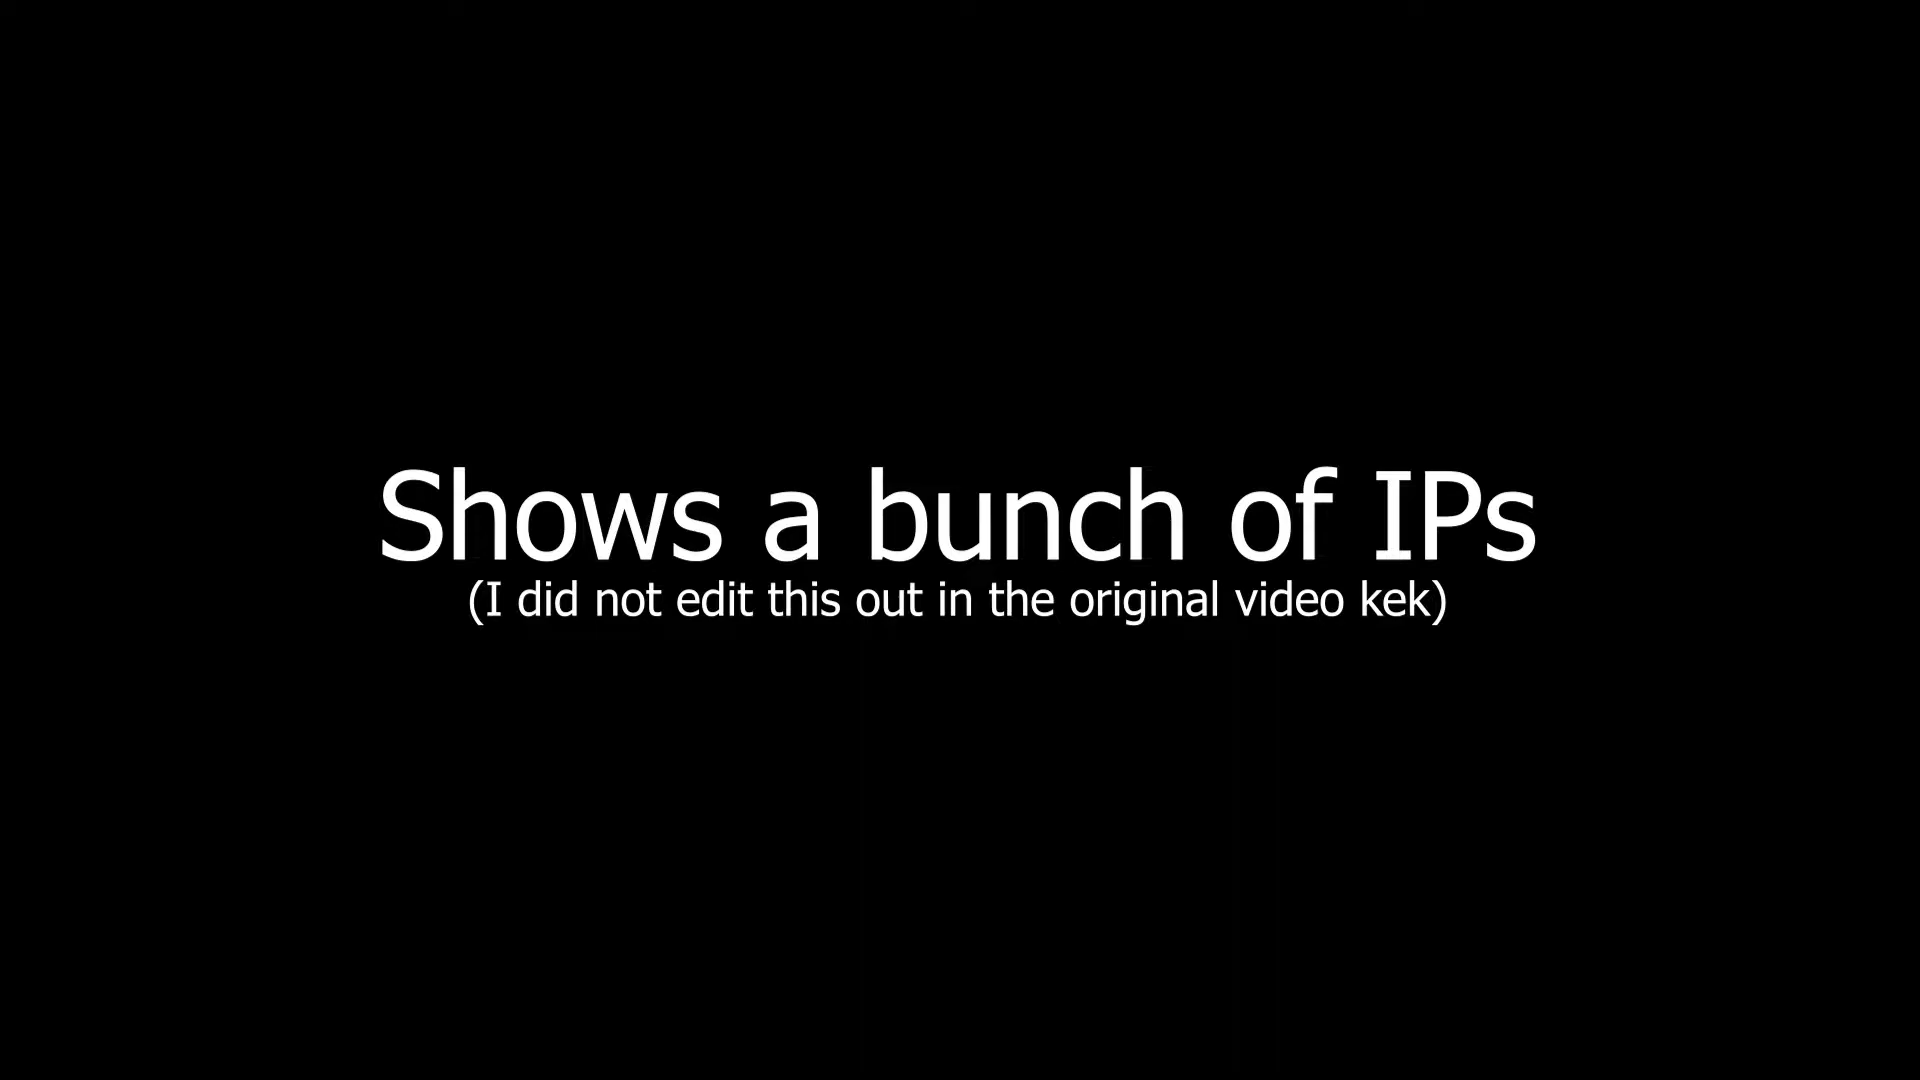 Shows a bunch of IPs
(I did not edit this out in the original video kek)